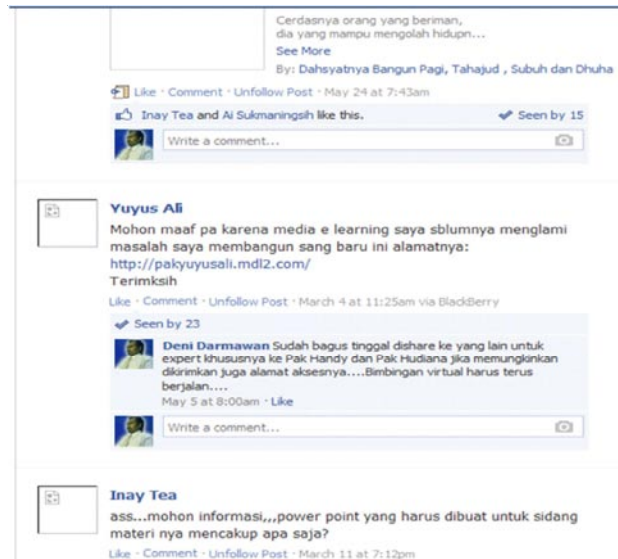 Cerdasnya orang yang beriman,
dia yang mampu mengolah hidupn...
See More
By: Dahsyatnya Bangun Pagi, Tahajud , Subuh dan Dhuha
Like · Comment · Unfollow Post · May 24 at 7:43am
Inay Tea and Ai Sukmaningsih like this.
Seen by 15
Write a comment...
Yuyus Ali
Mohon maaf pa karena media e learning saya sblumnya menglami
masalah saya membangun sang baru ini alamatnya:
http://pakyuyusali.mdl2.com/
Terimksih
Like · Comment · Unfollow Post · March 4 at 11:25am via BlackBerry
Seen by 23
Deni Darmawan Sudah bagus tinggal dishare ke yang lain untuk
expert khususnya ke Pak Handy dan Pak Hudiana jika memungkinkan
dikirimkan juga alamat aksesnya....Bimbingan virtual harus terus
berjalan....
May 5 at 8:00am · Like
Write a comment...
Inay Tea
ass...mohon informasi,,,power point yang harus dibuat untuk sidang
materi nya mencakup apa saja?
Like · Comment · Unfollow Post · March 11 at 7:12pm